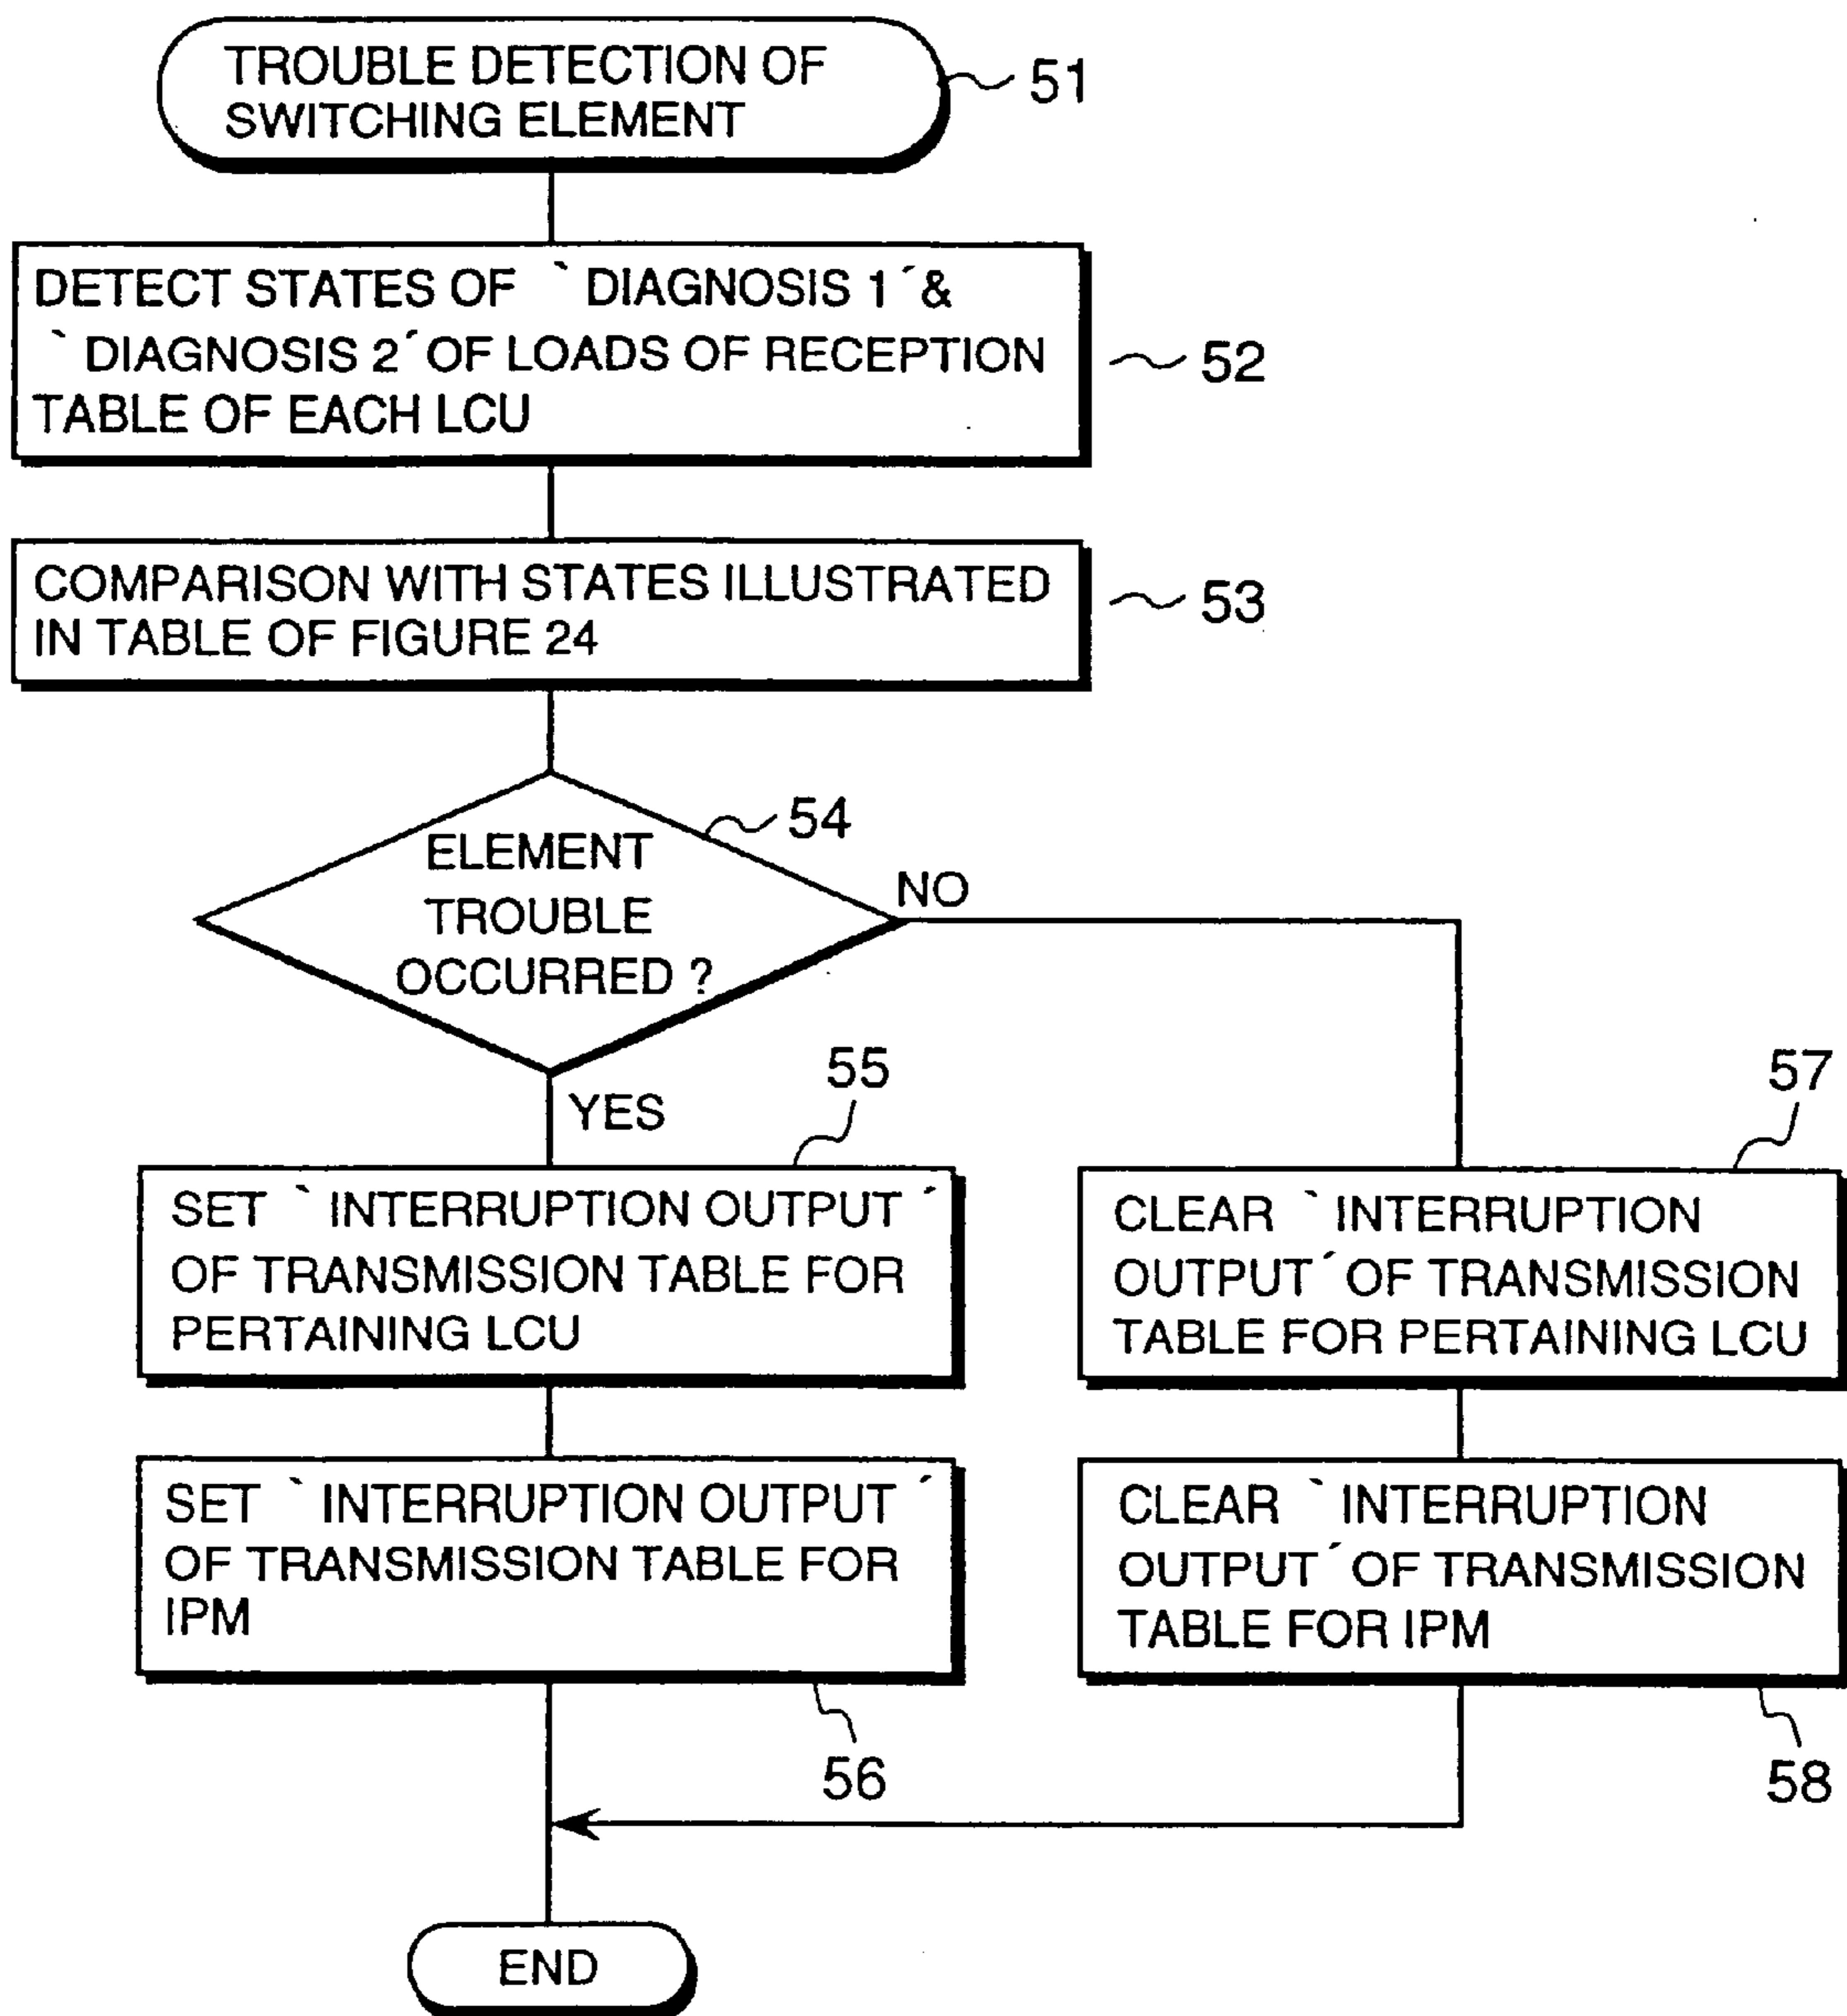 TROUBLE DETECTION OF
SWITCHING ELEMENT
51
DETECT STATES OF `DIAGNOSIS 1´&
`DIAGNOSIS 2´OF LOADS OF RECEPTION
TABLE OF EACH LCU
52
COMPARISON WITH STATES ILLUSTRATED
IN TABLE OF FIGURE 24
53
54
ELEMENT
TROUBLE
OCCURRED ?
NO
YES
55
SET `INTERRUPTION OUTPUT´
OF TRANSMISSION TABLE FOR
PERTAINING LCU
57
CLEAR `INTERRUPTION
OUTPUT´OF TRANSMISSION
TABLE FOR PERTAINING LCU
SET `INTERRUPTION OUTPUT´
OF TRANSMISSION TABLE FOR
IPM
56
CLEAR `INTERRUPTION
OUTPUT´OF TRANSMISSION
TABLE FOR IPM
58
END